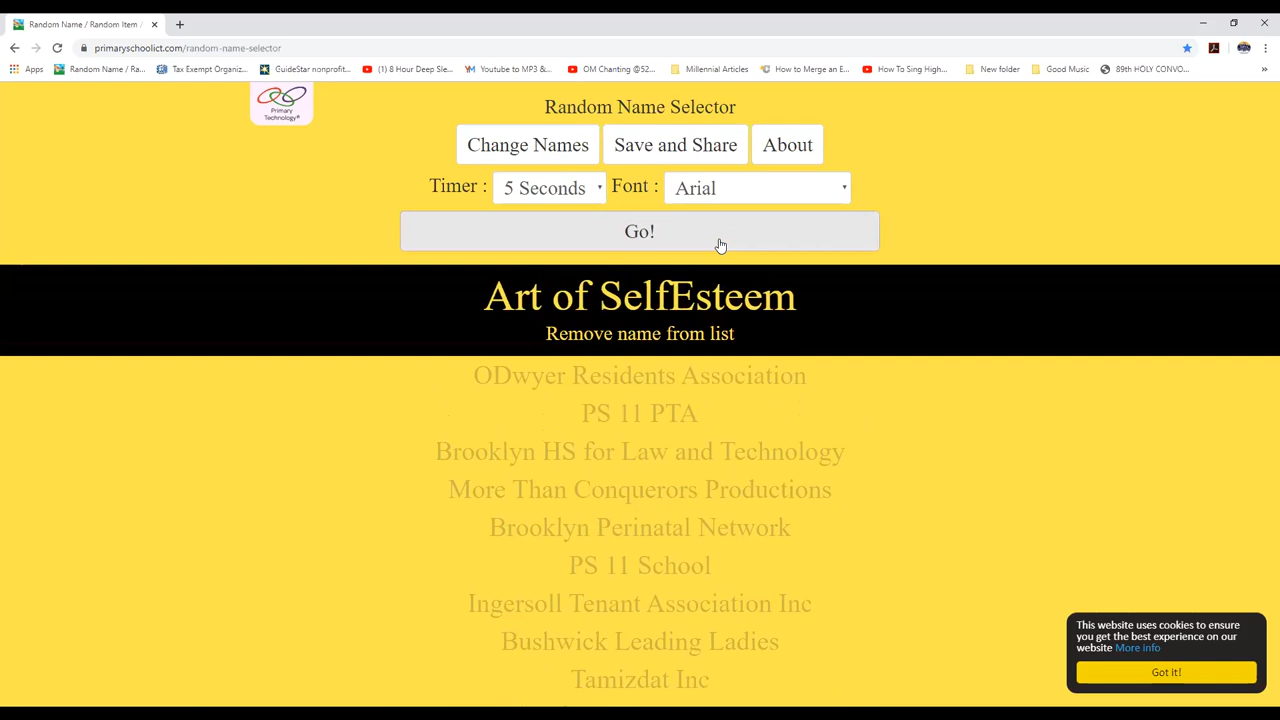 Random Name / Random Item /
primaryschoolict.com/random-name-selector
Apps
Random Name / Ra...
Tax Exempt Organiz...
GuideStar nonprofit...
(1) 8 Hour Deep Sle...
Youtube to MP3 &...
OM Chanting @52...
Millennial Articles
How to Merge an E...
How To Sing High...
New folder
Good Music
89th HOLY CONVO...
»
Primary
Technology®
Random Name Selector
Change Names
Save and Share
About
Timer : 5 Seconds Font : Arial
Go!
Art of SelfEsteem
Remove name from list
ODwyer Residents Association
PS 11 PTA
Brooklyn HS for Law and Technology
More Than Conquerors Productions
Brooklyn Perinatal Network
PS 11 School
Ingersoll Tenant Association Inc
Bushwick Leading Ladies
Tamizdat Inc
This website uses cookies to ensure
you get the best experience on our
website More info
Got it!